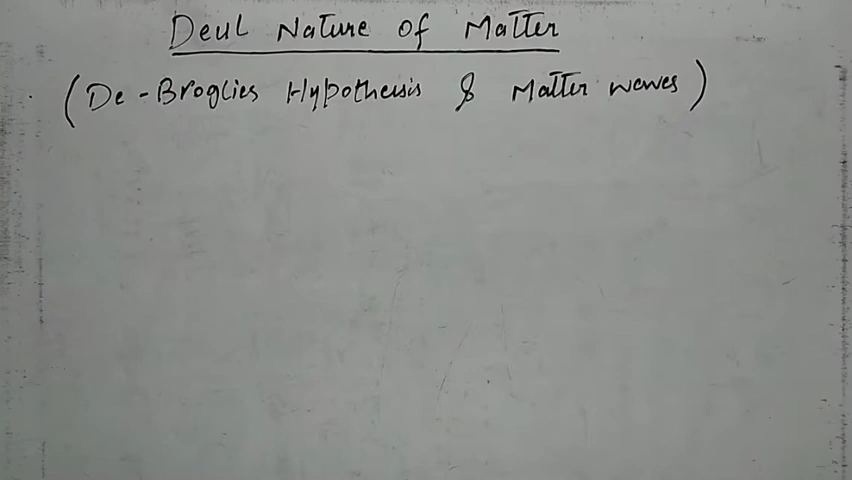 Deul Nature of Matter
(De-Broglies Hypothesis & Matter waves)